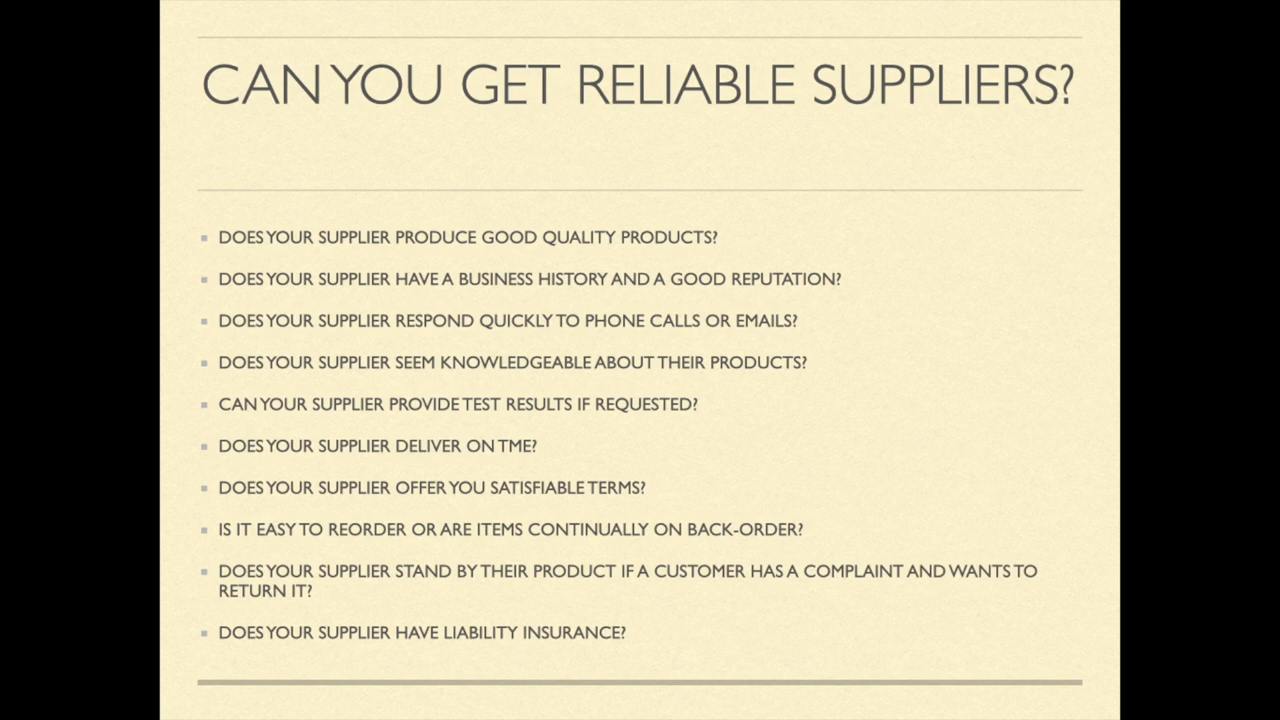 CAN YOU GET RELIABLE SUPPLIERS?
DOES YOUR SUPPLIER PRODUCE GOOD QUALITY PRODUCTS?
DOES YOUR SUPPLIER HAVE A BUSINESS HISTORY AND A GOOD REPUTATION?
DOES YOUR SUPPLIER RESPOND QUICKLY TO PHONE CALLS OR EMAILS?
DOES YOUR SUPPLIER SEEM KNOWLEDGEABLE ABOUT THEIR PRODUCTS?
CAN YOUR SUPPLIER PROVIDE TEST RESULTS IF REQUESTED?
DOES YOUR SUPPLIER DELIVER ON TME?
DOES YOUR SUPPLIER OFFER YOU SATISFIABLE TERMS?
IS IT EASY TO REORDER OR ARE ITEMS CONTINUALLY ON BACK-ORDER?
DOES YOUR SUPPLIER STAND BY THEIR PRODUCT IF A CUSTOMER HAS A COMPLAINT AND WANTS TO
RETURN IT?
DOES YOUR SUPPLIER HAVE LIABILITY INSURANCE?